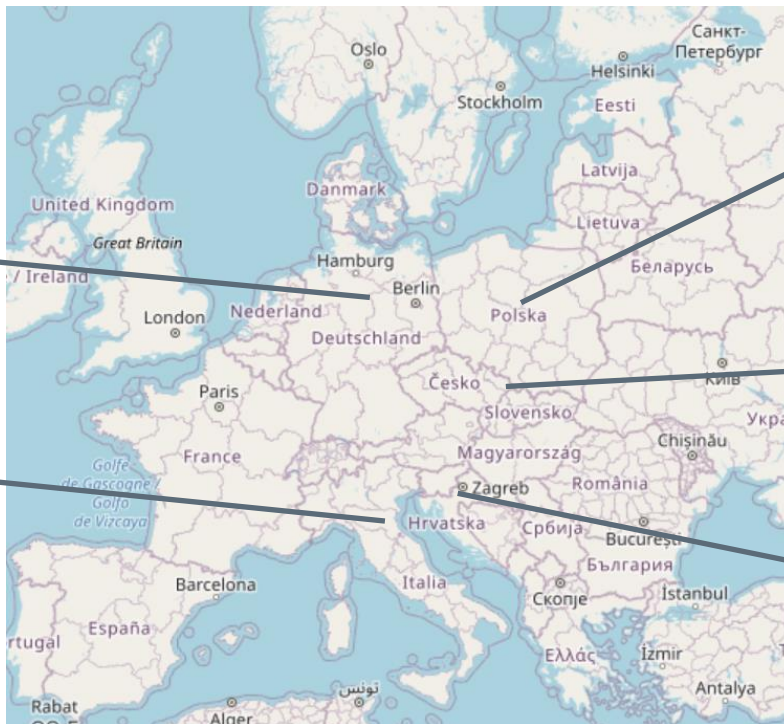 Oslo
Санкт-
Петербург
Helsinki
Stockholm
Eesti
Latvija
Danmark
United Kingdom
Lietuva
Great Britain
Hamburg
Беларусь
/ Ireland
Berlin
Nederland
London
Polska
Deutschland
Київ
Paris
Česko
Slovensko
Укра
Chișinău
France
Magyarország
Golfe
de Gascogne /
Golfo
de Vizcaya
Zagreb
România
Hrvatska
Србија
București
България
Barcelona
Italia
Скопје
İstanbul
España
rtugal
Ελλάς
İzmir
Antalya
تونس
Rabat
Alger